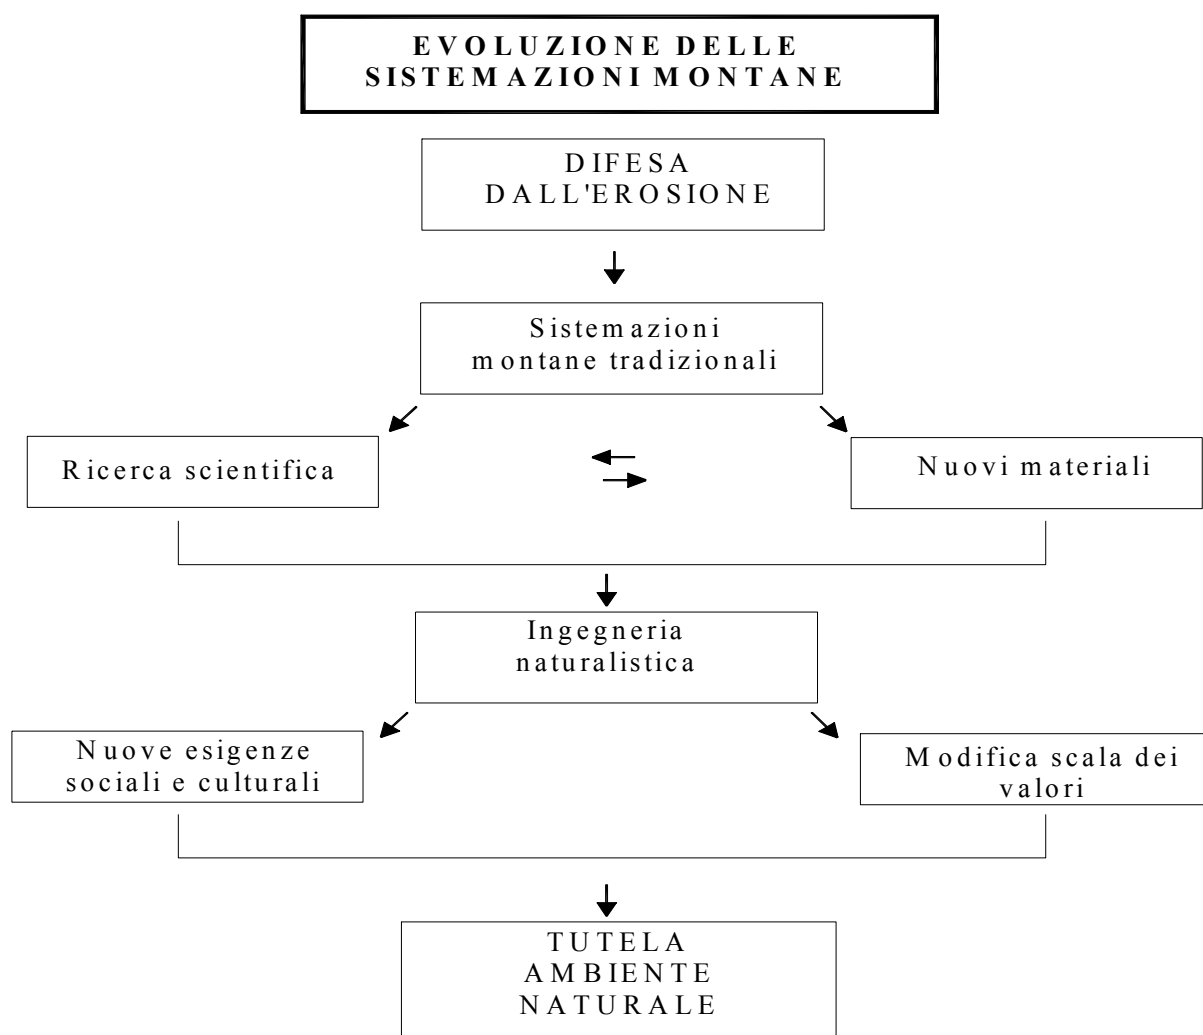 EVOLUZIONE DELLE
SISTEMAZIONI MONTANE
DIFESA
DALL'EROSIONE
Sistemazioni
montane tradizionali
Ricerca scientifica
Nuovi materiali
Ingegneria
naturalistica
Nuove esigenze
sociali e culturali
Modifica scala dei
valori
TUTELA
AMBIENTE
NATURALE